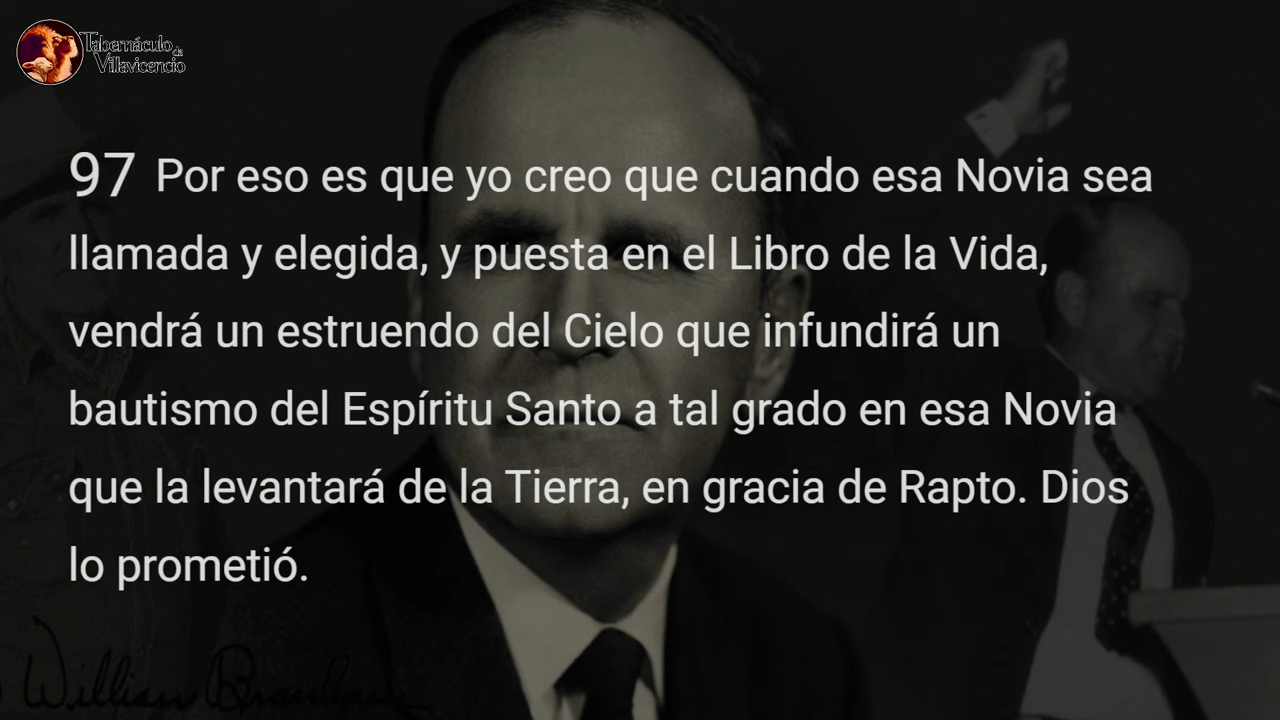 Tabernáculo de
Villavicencio
97 Por eso es que yo creo que cuando esa Novia sea
llamada y elegida, y puesta en el Libro de la Vida,
vendrá un estruendo del Cielo que infundirá un
bautismo del Espíritu Santo a tal grado en esa Novia
que la levantará de la Tierra, en gracia de Rapto. Dios
lo prometió.
William Branham